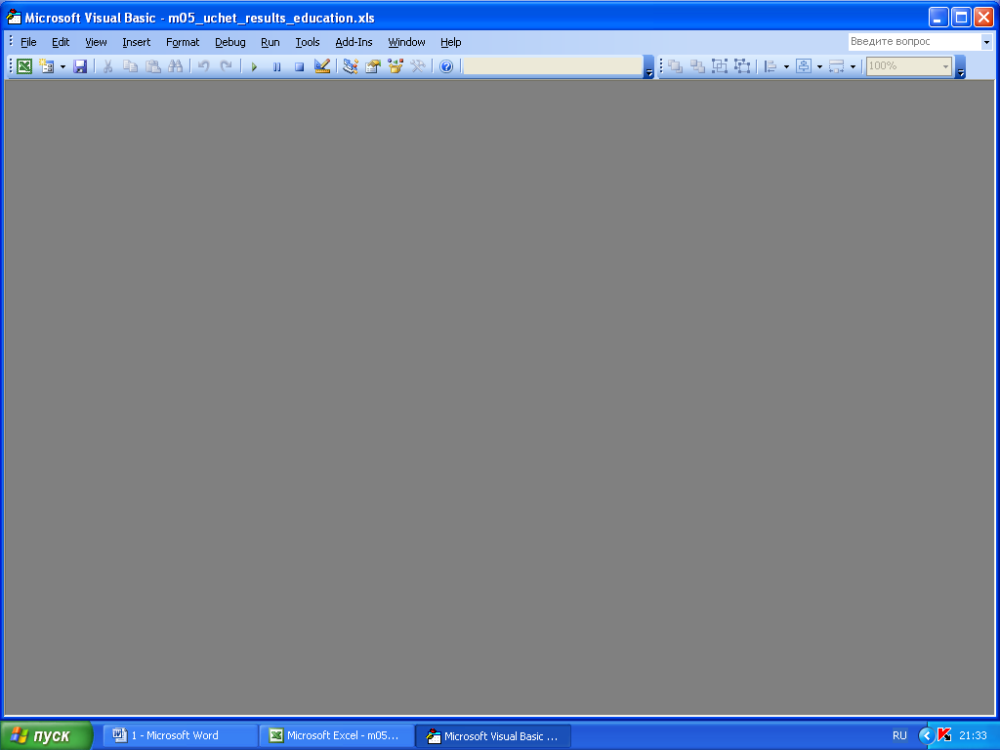 Microsoft Visual Basic - m05_uchet_results_education.xls
File Edit View Insert Format Debug Run Tools Add-Ins Window Help Введите вопрос
100%
пуск 1 - Microsoft Word Microsoft Excel - m05... Microsoft Visual Basic ... RU 21:33